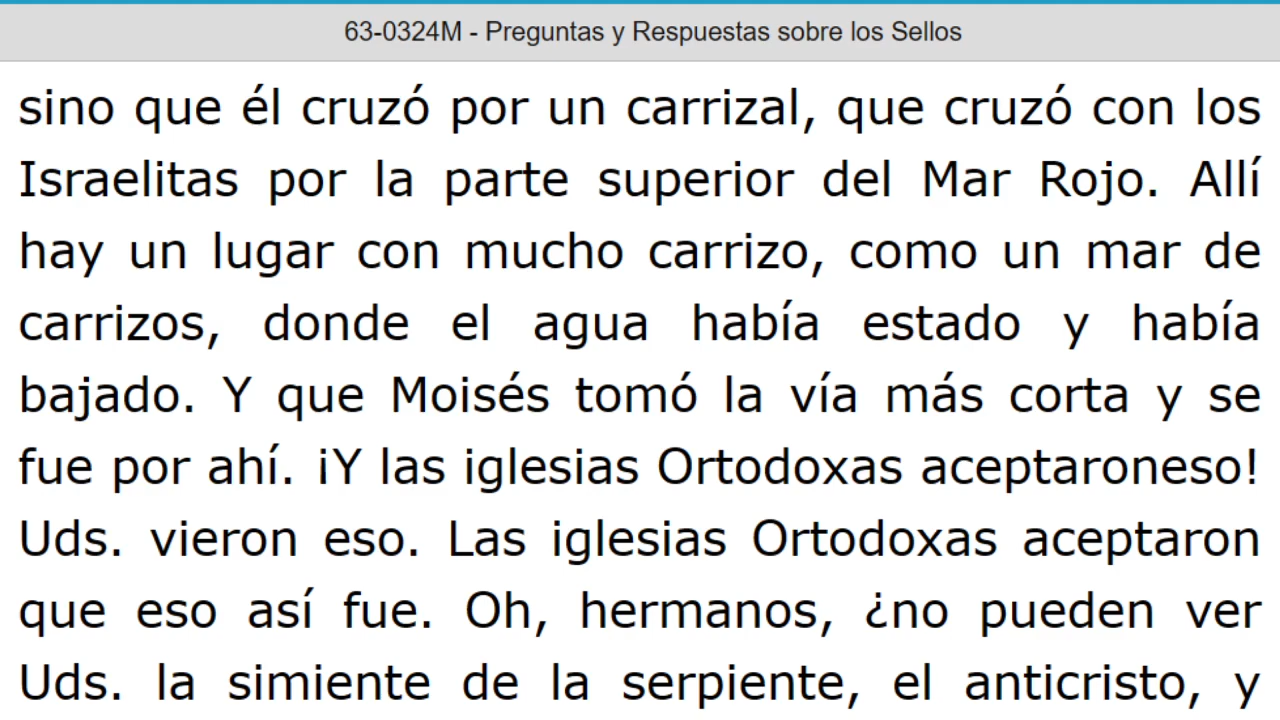 63-0324M - Preguntas y Respuestas sobre los Sellos
sino que él cruzó por un carrizal, que cruzó con los
Israelitas por la parte superior del Mar Rojo. Allí
hay un lugar con mucho carrizo, como un mar de
carrizos, donde el agua había estado y había
bajado. Y que Moisés tomó la vía más corta y se
fue por ahí. ¡Y las iglesias Ortodoxas aceptaroneso!
Uds. vieron eso. Las iglesias Ortodoxas aceptaron
que eso así fue. Oh, hermanos, ¿no pueden ver
Uds. la simiente de la serpiente, el anticristo, y